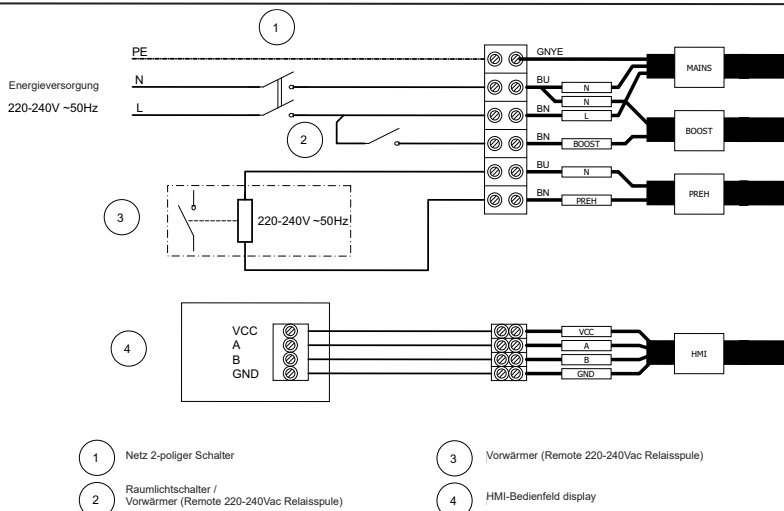 1
PE
GNYE
MAINS
Energieversorgung
N
BU
N
N
220-240V ~50Hz
L
BN
L
2
BN
BOOST
BOOST
BU
N
3
220-240V ~50Hz
BN
PREH
PREH
4
VCC
VCC
A
A
B
B
GND
GND
HMI
1
Netz 2-poliger Schalter
3
Vorwärmer (Remote 220-240Vac Relaisspule)
2
Raumlichtschalter /
Vorwärmer (Remote 220-240Vac Relaisspule)
4
HMI-Bedienfeld display